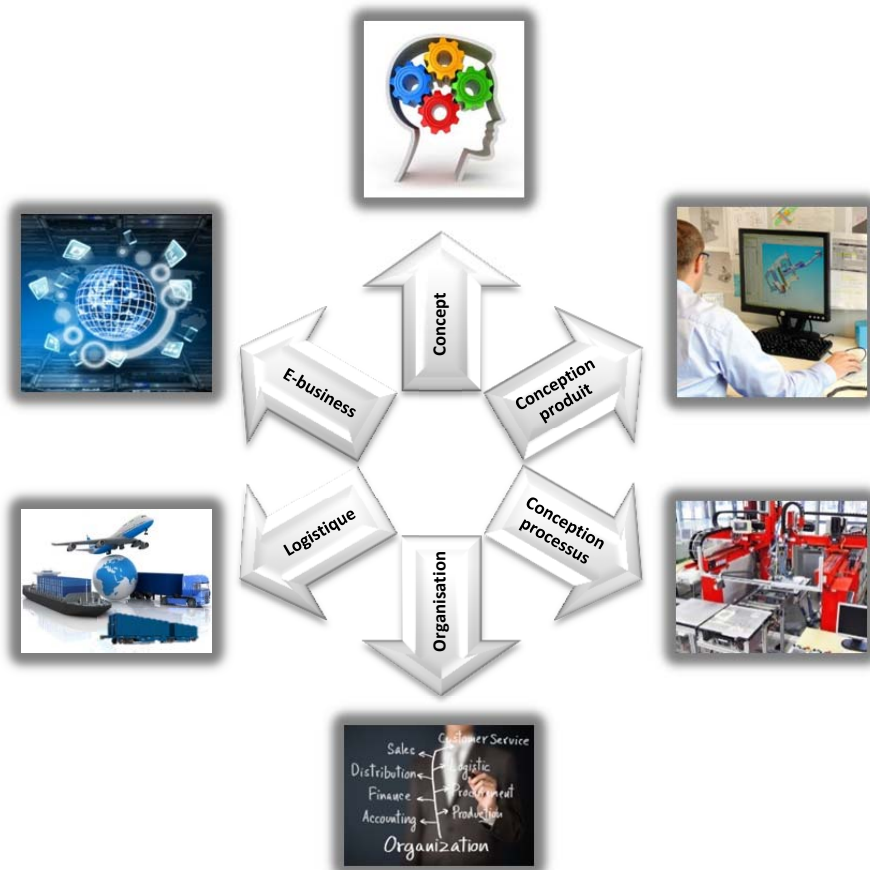 Concept
E-business
Conception
produit
Logistique
Conception
processus
Organisation
Customer Service
Sales
Logistic
Distribution
Procurement
Finance
Production
Accounting
Organization